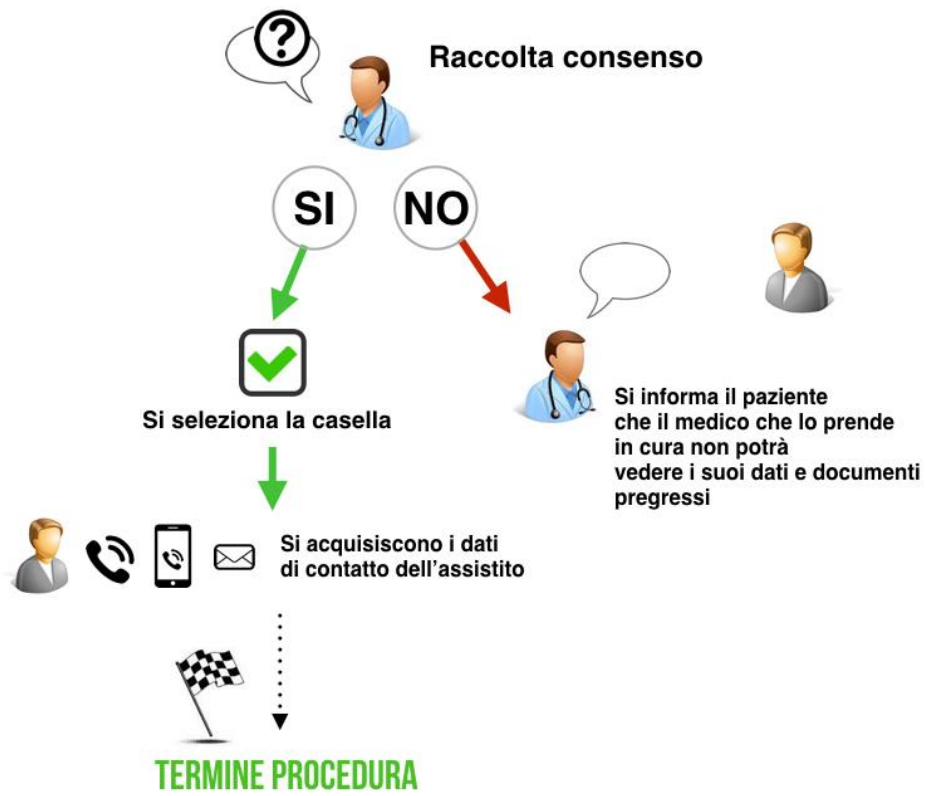 ?
Raccolta consenso
SI
NO
Si seleziona la casella
Si informa il paziente
che il medico che lo prende
in cura non potrà
vedere i suoi dati e documenti
pregressi
Si acquisiscono i dati
di contatto dell'assistito
TERMINE PROCEDURA